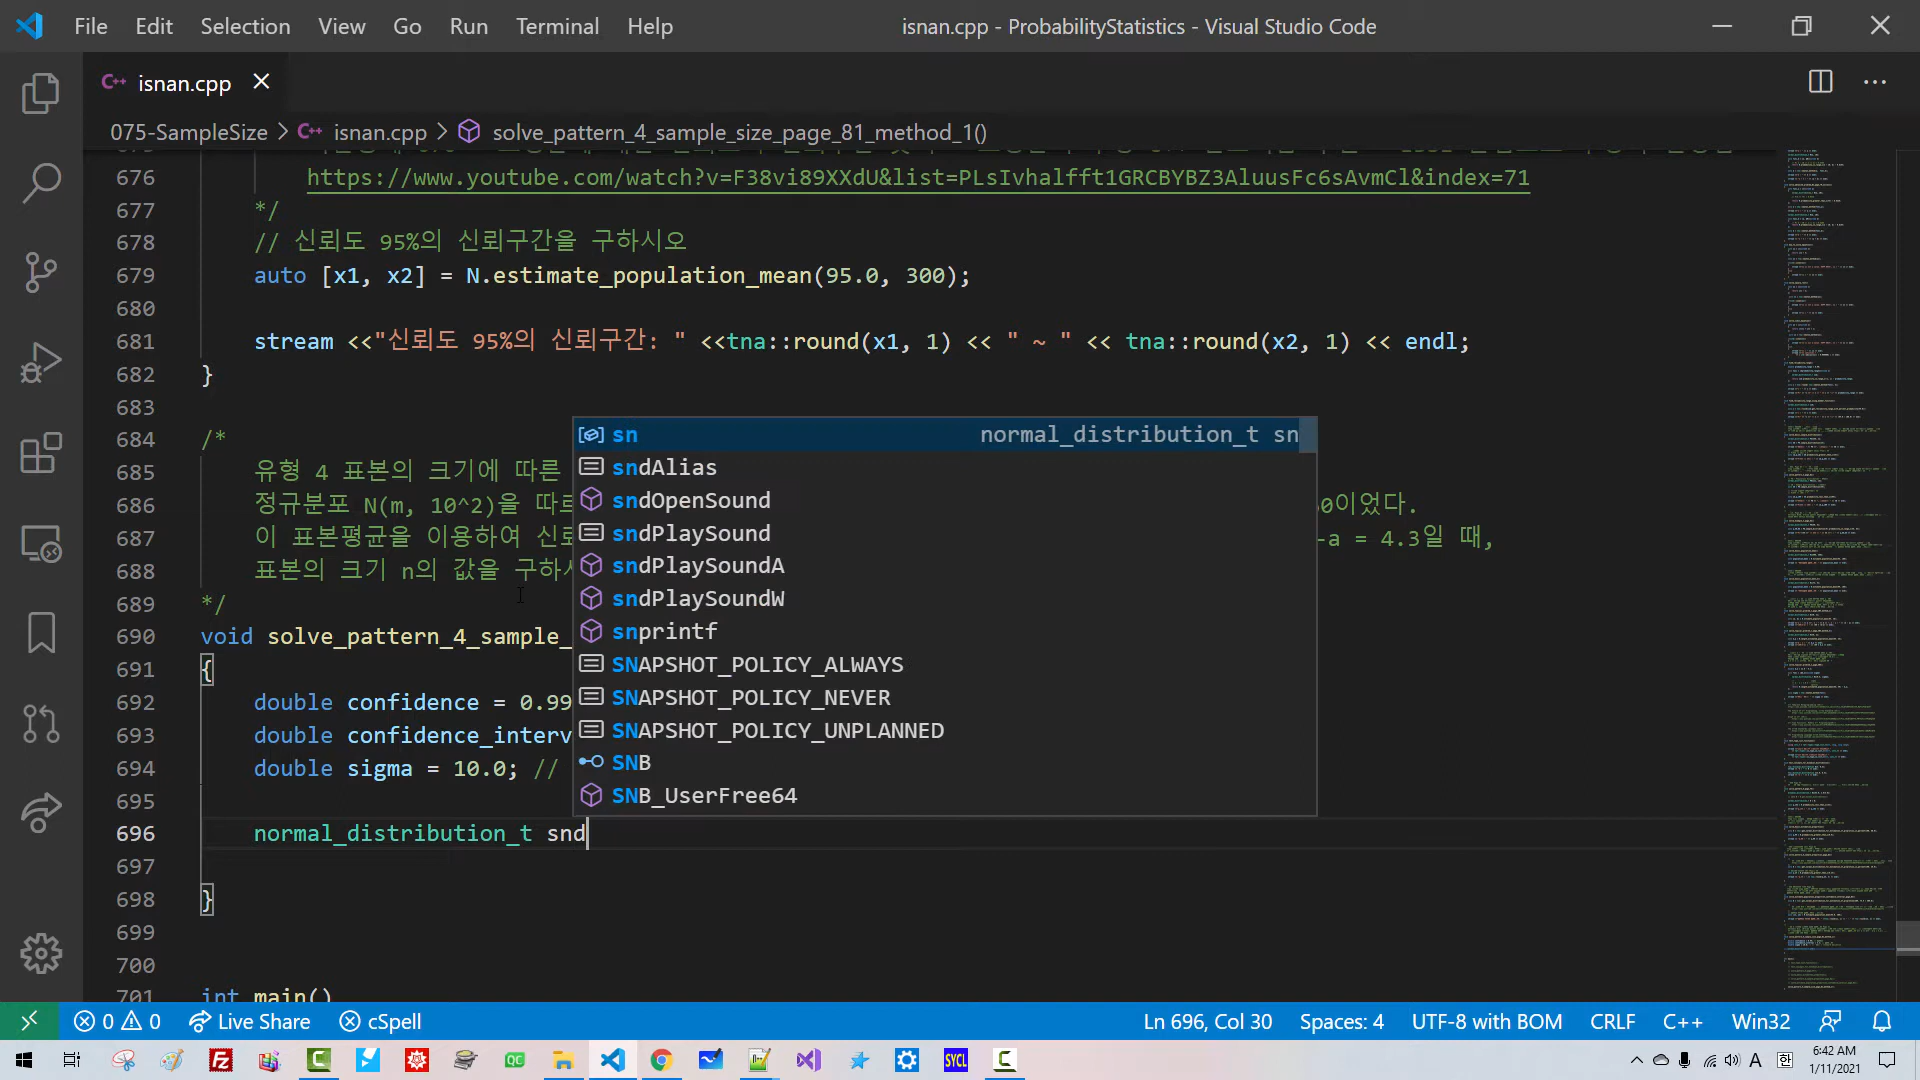 File Edit Selection View Go Run Terminal Help
isnan.cpp - ProbabilityStatistics - Visual Studio Code
C++ isnan.cpp
075-SampleSize > C++ isnan.cpp > solve_pattern_4_sample_size_page_81_method_1()
676 https://www.youtube.com/watch?v=F38vi89XXdU&list=PLsIvhalfft1GRCBYBZ3AluusFc6sAvmCl&index=71
677 */
678 // 신뢰도 95%의 신뢰구간을 구하시오
679 auto [x1, x2] = N.estimate_population_mean(95.0, 300);
680
681 stream <<"신뢰도 95%의 신뢰구간: " <<tna::round(x1, 1) << " ~ " << tna::round(x2, 1) << endl;
682 }
683
684 /*
685 유형 4 표본의 크기에 따른
686 정규분포 N(m, 10^2)을 따르 0이었다.
687 이 표본평균을 이용하여 신뢰 -a = 4.3일 때,
688 표본의 크기 n의 값을 구하시
689 */
690 void solve_pattern_4_sample_
691 {
692 double confidence = 0.99
693 double confidence_interv
694 double sigma = 10.0; //
695
696 normal_distribution_t snd
697
698 }
699
700
701 int main()
sn normal_distribution_t sn
sndAlias
sndOpenSound
sndPlaySound
sndPlaySoundA
sndPlaySoundW
snprintf
SNAPSHOT_POLICY_ALWAYS
SNAPSHOT_POLICY_NEVER
SNAPSHOT_POLICY_UNPLANNED
SNB
SNB_UserFree64
0 0 Live Share cSpell Ln 696, Col 30 Spaces: 4 UTF-8 with BOM CRLF C++ Win32
QC SYCL A 한 6:42 AM
1/11/2021